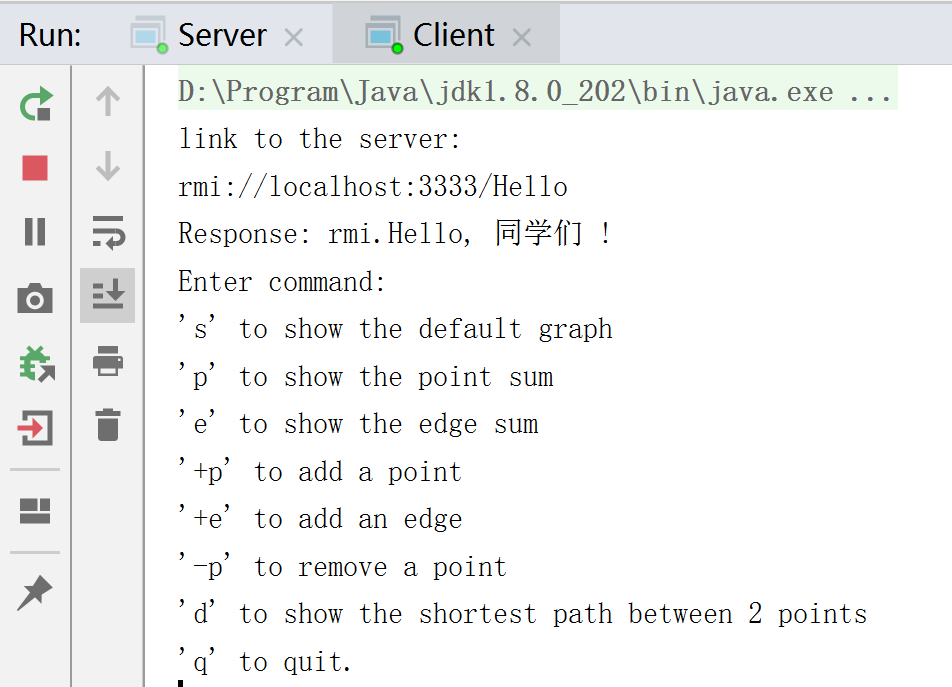 Run: Server × Client ×
D:\Program\Java\jdk1.8.0_202\bin\java.exe ...
link to the server:
rmi://localhost:3333/Hello
Response: rmi.Hello, 同学们 !
Enter command:
's' to show the default graph
'p' to show the point sum
'e' to show the edge sum
'+p' to add a point
'+e' to add an edge
'-p' to remove a point
'd' to show the shortest path between 2 points
'q' to quit.